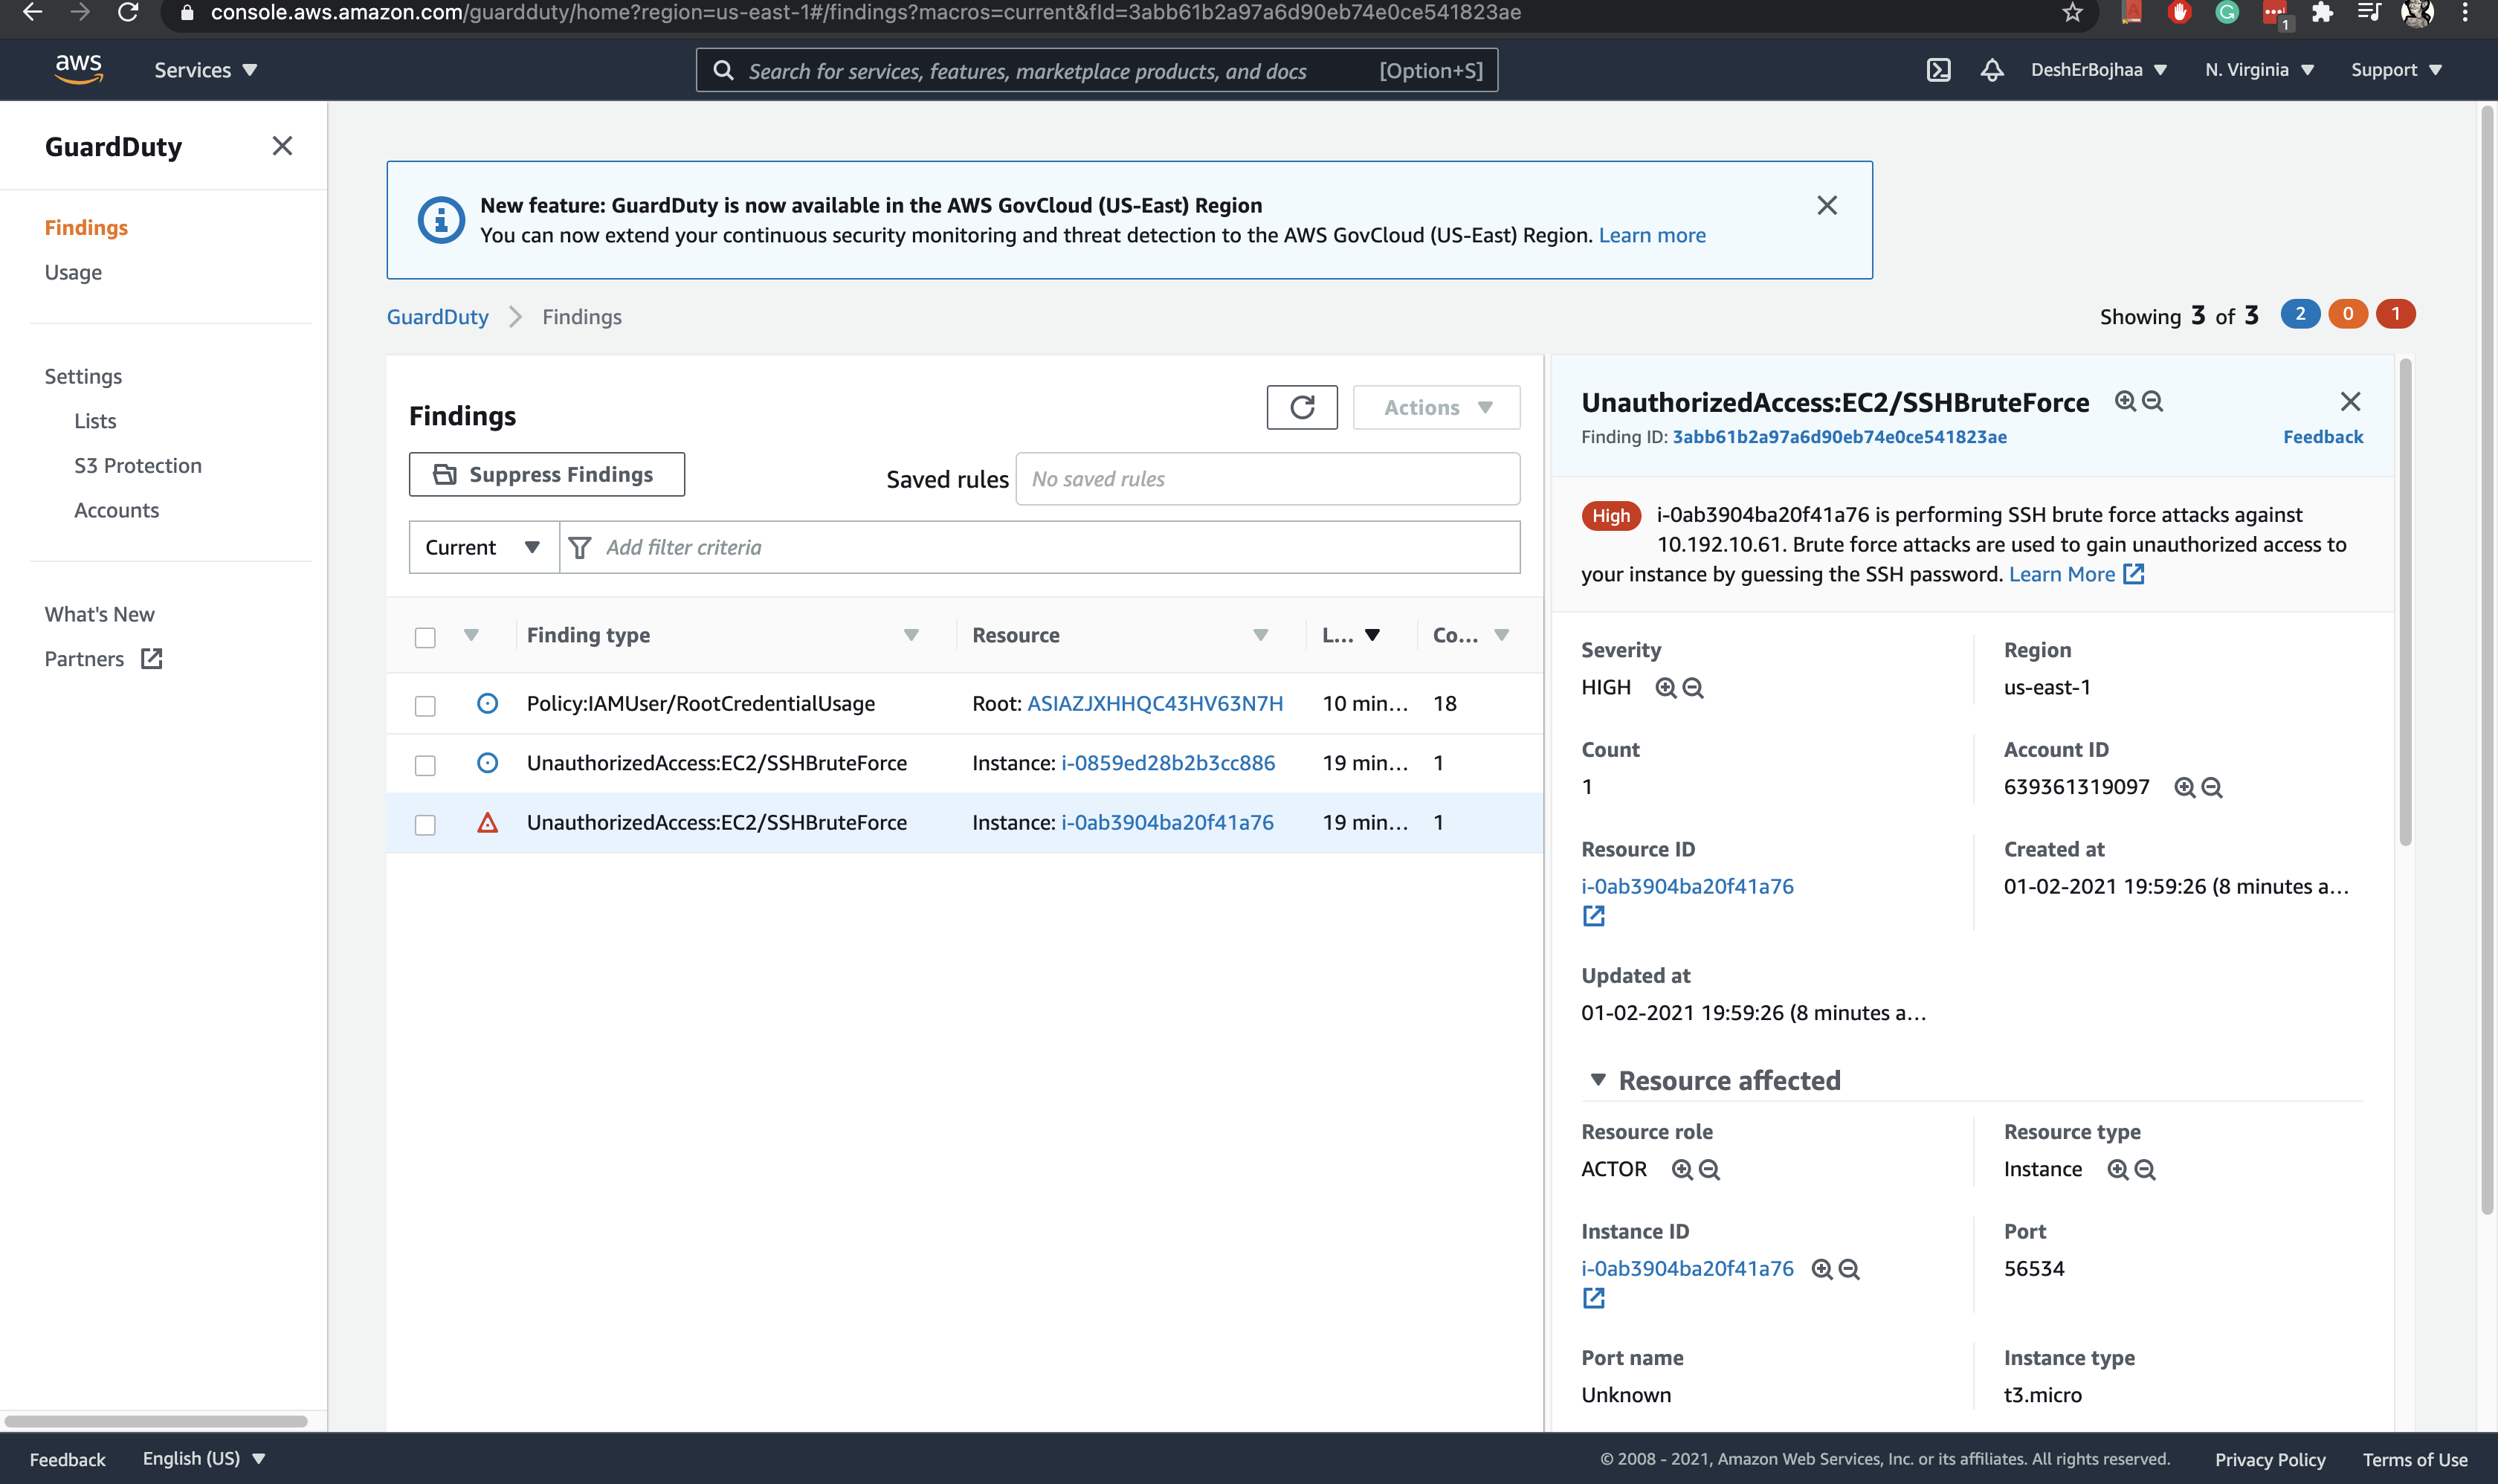 console.aws.amazon.com/guardduty/home?region=us-east-1#/findings?macros=current&fId=3abb61b2a97a6d90eb74e0ce541823ae
1
aws
Services
Search for services, features, marketplace products, and docs [Option+S]
DeshErBojhaa
N. Virginia
Support
GuardDuty
Findings
Usage
Settings
Lists
S3 Protection
Accounts
What's New
Partners
New feature: GuardDuty is now available in the AWS GovCloud (US-East) Region
You can now extend your continuous security monitoring and threat detection to the AWS GovCloud (US-East) Region. Learn more
GuardDuty Findings
Showing 3 of 3 2 0 1
Findings
Actions
Suppress Findings
Saved rules No saved rules
Current Add filter criteria
Finding type Resource L... Co...
Policy:IAMUser/RootCredentialUsage Root: ASIAZJXHHQC43HV63N7H 10 min... 18
UnauthorizedAccess:EC2/SSHBruteForce Instance: i-0859ed28b2b3cc886 19 min... 1
UnauthorizedAccess:EC2/SSHBruteForce Instance: i-0ab3904ba20f41a76 19 min... 1
UnauthorizedAccess:EC2/SSHBruteForce
Finding ID: 3abb61b2a97a6d90eb74e0ce541823ae Feedback
High i-0ab3904ba20f41a76 is performing SSH brute force attacks against
10.192.10.61. Brute force attacks are used to gain unauthorized access to
your instance by guessing the SSH password. Learn More
Severity Region
HIGH us-east-1
Count Account ID
1 639361319097
Resource ID Created at
i-0ab3904ba20f41a76 01-02-2021 19:59:26 (8 minutes a...
Updated at
01-02-2021 19:59:26 (8 minutes a...
Resource affected
Resource role Resource type
ACTOR Instance
Instance ID Port
i-0ab3904ba20f41a76 56534
Port name Instance type
Unknown t3.micro
Feedback English (US)
© 2008 - 2021, Amazon Web Services, Inc. or its affiliates. All rights reserved. Privacy Policy Terms of Use